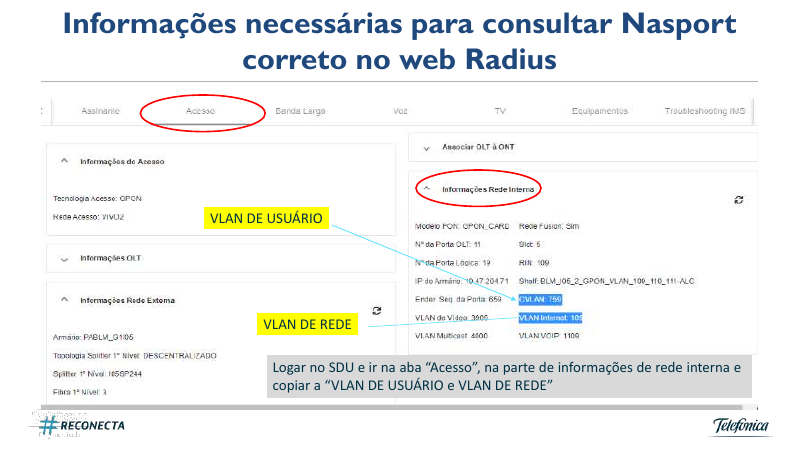 Informações necessárias para consultar Nasport
correto no web Radius
Assinante Acesso Banda Larga Voz TV Equipamentos Troubleshooting IMS
Informações do Acesso
Tecnologia Acesso: GPON
Rede Acesso: VIVO2
VLAN DE USUÁRIO
Informações OLT
Informações Rede Externa
VLAN DE REDE
Armário: PABLM_G1I05
Topologia Splitter 1º Nível: DESCENTRALIZADO
Splitter 1º Nível: I05SP244
Fibra 1º Nível: 3
Associar OLT à ONT
Informações Rede Interna
Modelo PON: GPON_CARD Rede Fusion: Sim
Nº da Porta OLT: 11 Slot: 5
Nº da Porta Lógica: 19 RIN: 109
IP do Armário: 10.47.204.71 Shelf: BLM_I05_2_GPON_VLAN_109_110_111-ALC
Ender. Seq. da Porta: 659 CVLAN: 759
VLAN de Vídeo: 3909 VLAN Internet: 109
VLAN Multicast: 4000 VLAN VOIP: 1109
Logar no SDU e ir na aba “Acesso”, na parte de informações de rede interna e
copiar a “VLAN DE USUÁRIO e VLAN DE REDE”
#RECONECTA
Telefónica